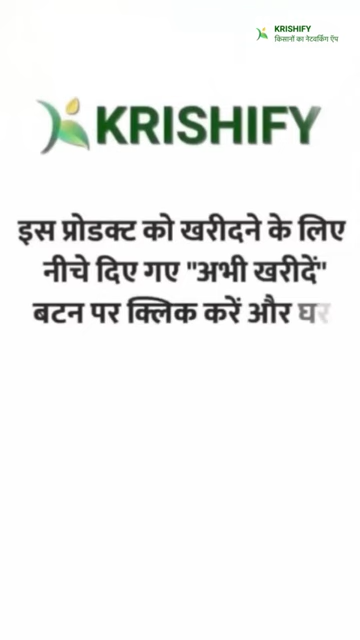 KRISHIFY
किसानों का नेटवर्किंग ऐप
KRISHIFY
इस प्रोडक्ट को खरीदने के लिए
नीचे दिए गए "अभी खरीदें"
बटन पर क्लिक करें और घर